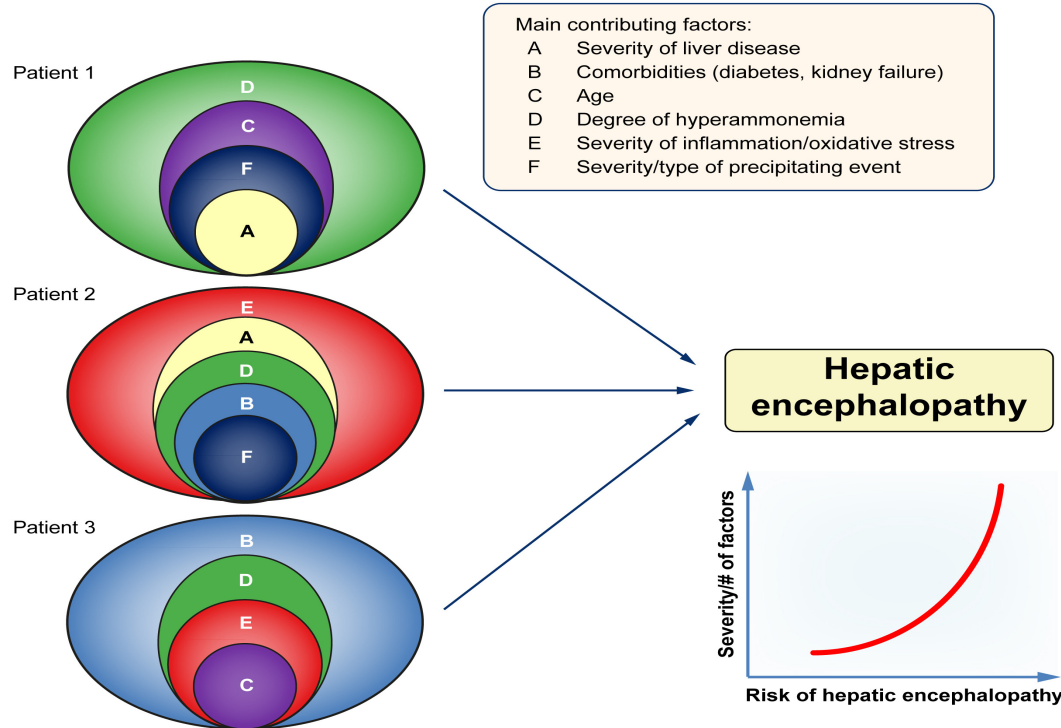 Main contributing factors:
A Severity of liver disease
B Comorbidities (diabetes, kidney failure)
C Age
D Degree of hyperammonemia
E Severity of inflammation/oxidative stress
F Severity/type of precipitating event
Patient 1
D
C
F
A
Patient 2
E
A
D
B
F
Patient 3
B
D
E
C
Hepatic
encephalopathy
Severity/# of factors
Risk of hepatic encephalopathy